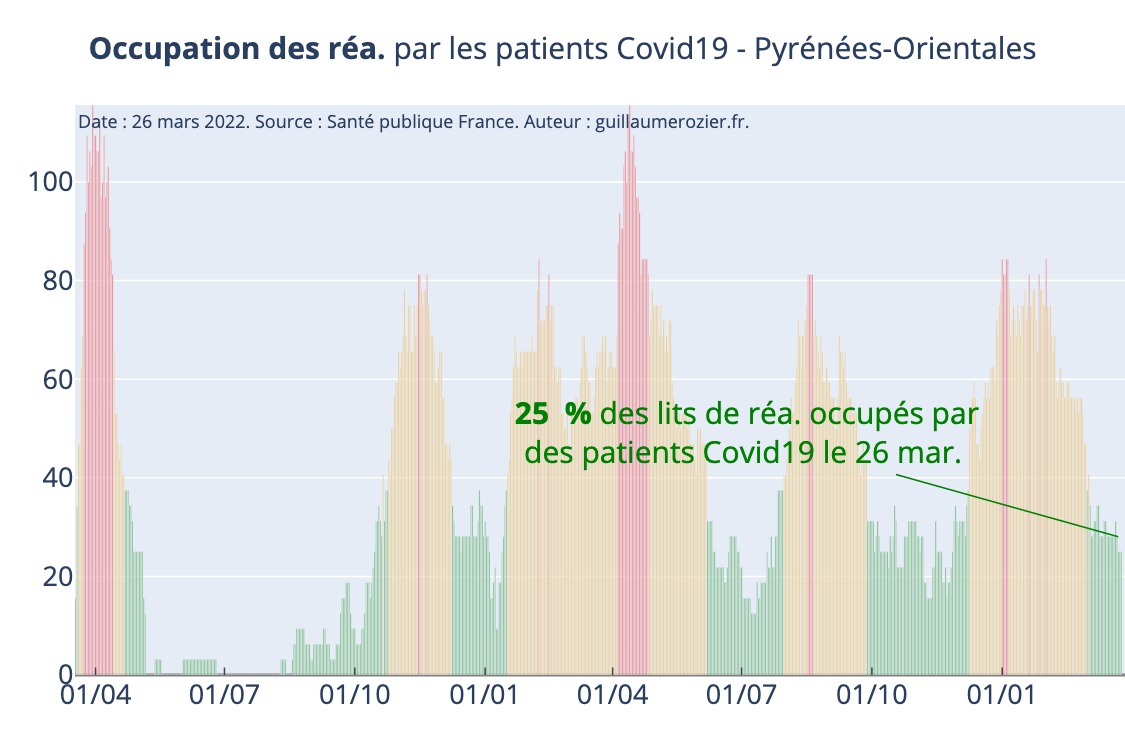 Occupation des réa. par les patients Covid19 - Pyrénées-Orientales
Date : 26 mars 2022. Source : Santé publique France. Auteur : guillaumerozier.fr.
100
80
60
40
20
0
25 % des lits de réa. occupés par
des patients Covid19 le 26 mar.
01/04 01/07 01/10 01/01 01/04 01/07 01/10 01/01